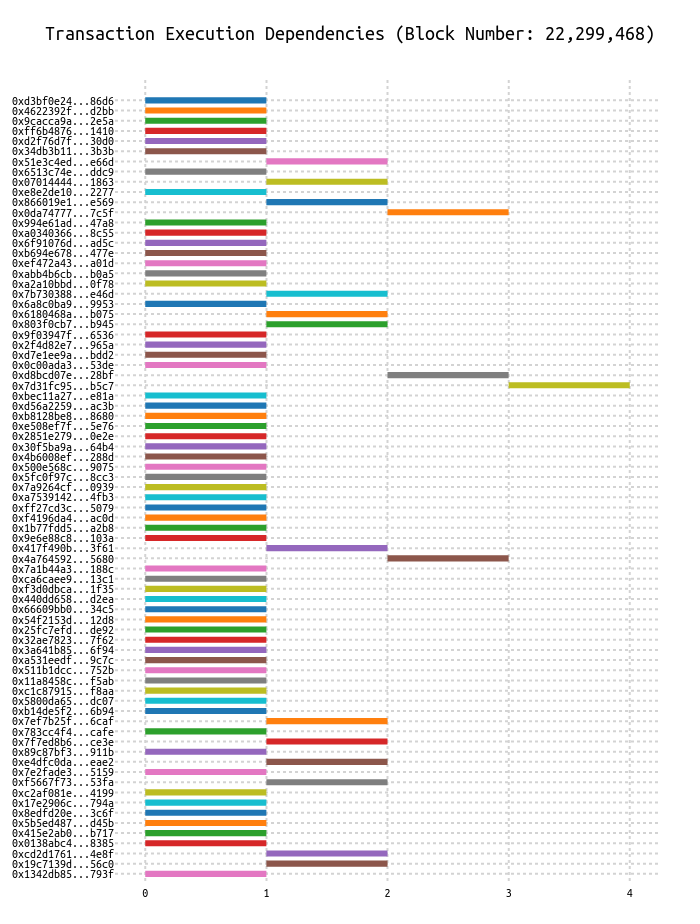 Transaction Execution Dependencies (Block Number: 22,299,468)
0xd3bf0e24...86d6
0x4622392f...d2bb
0x9cacca9a...2e5a
0xff6b4876...1410
0xd2f76d7f...30d0
0x34db3b11...3b3b
0x51e3c4ed...e66d
0x6513c74e...ddc9
0x07014444...1863
0xe8e2de10...2277
0x866019e1...e569
0x0da74777...7c5f
0x994e61ad...47a8
0xa0340366...8c55
0x6f91076d...ad5c
0xb694e678...477e
0xef472a43...a01d
0xabb4b6cb...b0a5
0xa2a10bbd...0f78
0x7b730388...e46d
0x6a8c0ba9...9953
0x6180468a...b075
0x803f0cb7...b945
0x9f03947f...6536
0x2f4d82e7...965a
0xd7e1ee9a...bdd2
0x0c00ada3...53de
0xd8bcd07e...28bf
0x7d31fc95...b5c7
0xbec11a27...e81a
0xd56a2259...ac3b
0xb8128be8...8680
0xe508ef7f...5e76
0x2851e279...0e2e
0x30f5ba9a...64b4
0x4b6008ef...288d
0x500e568c...9075
0x5fc0f97c...8cc3
0x7a9264cf...0939
0xa7539142...4fb3
0xff27cd3c...5079
0xf4196da4...ac0d
0x1b77fdd5...a2b8
0x9e6e88c8...103a
0x417f490b...3f61
0x4a764592...5680
0x7a1b44a3...188c
0xca6caee9...13c1
0xf3d0dbca...1f35
0x440dd658...d2ea
0x66609bb0...34c5
0x54f2153d...12d8
0x25fc7efd...de92
0x32ae7823...7f62
0x3a641b85...6f94
0xa531eedf...9c7c
0x511b1dcc...752b
0x11a8458c...f5ab
0xc1c87915...f8aa
0x5800da65...dc07
0xb14de5f2...6b94
0x7ef7b25f...6caf
0x783cc4f4...cafe
0x7f7ed8b6...ce3e
0x89c87bf3...911b
0xe4dfc0da...eae2
0x7e2fade3...5159
0xf5667f73...53fa
0xc2af081e...4199
0x17e2906c...794a
0x8edfd20e...3c6f
0x5b5ed487...d45b
0x415e2ab0...b717
0x0138abc4...8385
0xcd2d1761...4e8f
0x19c7139d...56c0
0x1342db85...793f
0 1 2 3 4